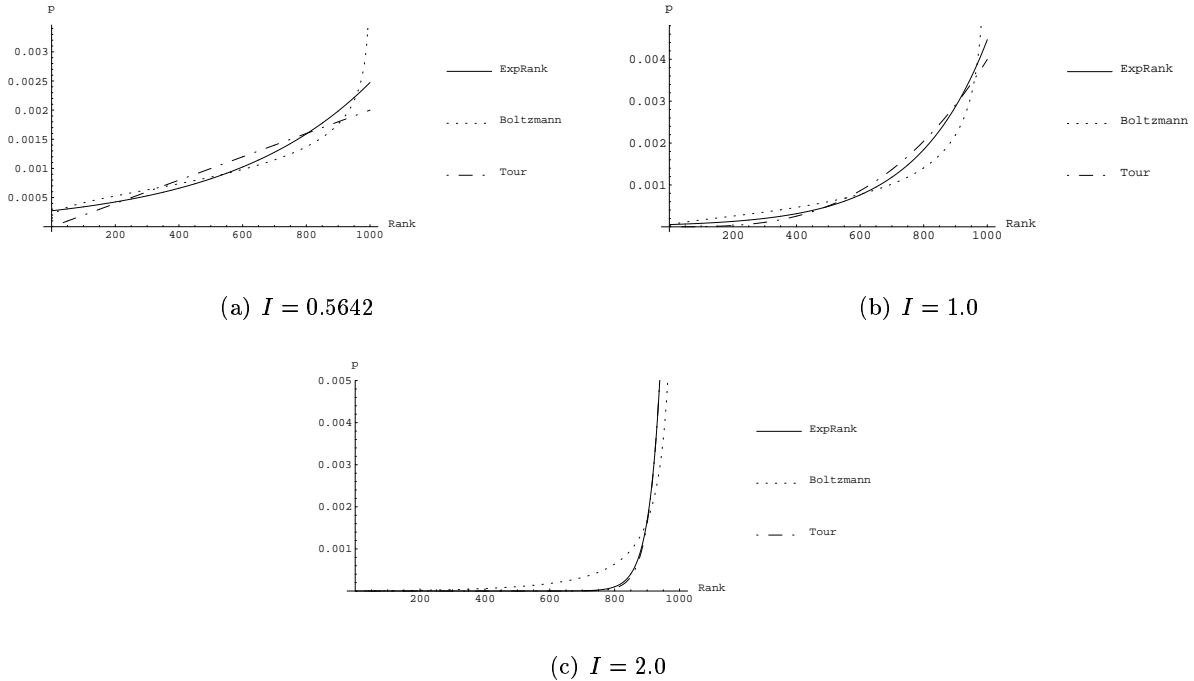 p
0.003
0.0025
0.002
0.0015
0.001
0.0005
200 400 600 800 1000
Rank
ExpRank
Boltzmann
Tour
(a) I = 0.5642
p
0.004
0.003
0.002
0.001
200 400 600 800 1000
Rank
ExpRank
Boltzmann
Tour
(b) I = 1.0
p
0.005
0.004
0.003
0.002
0.001
200 400 600 800 1000
Rank
ExpRank
Boltzmann
Tour
(c) I = 2.0